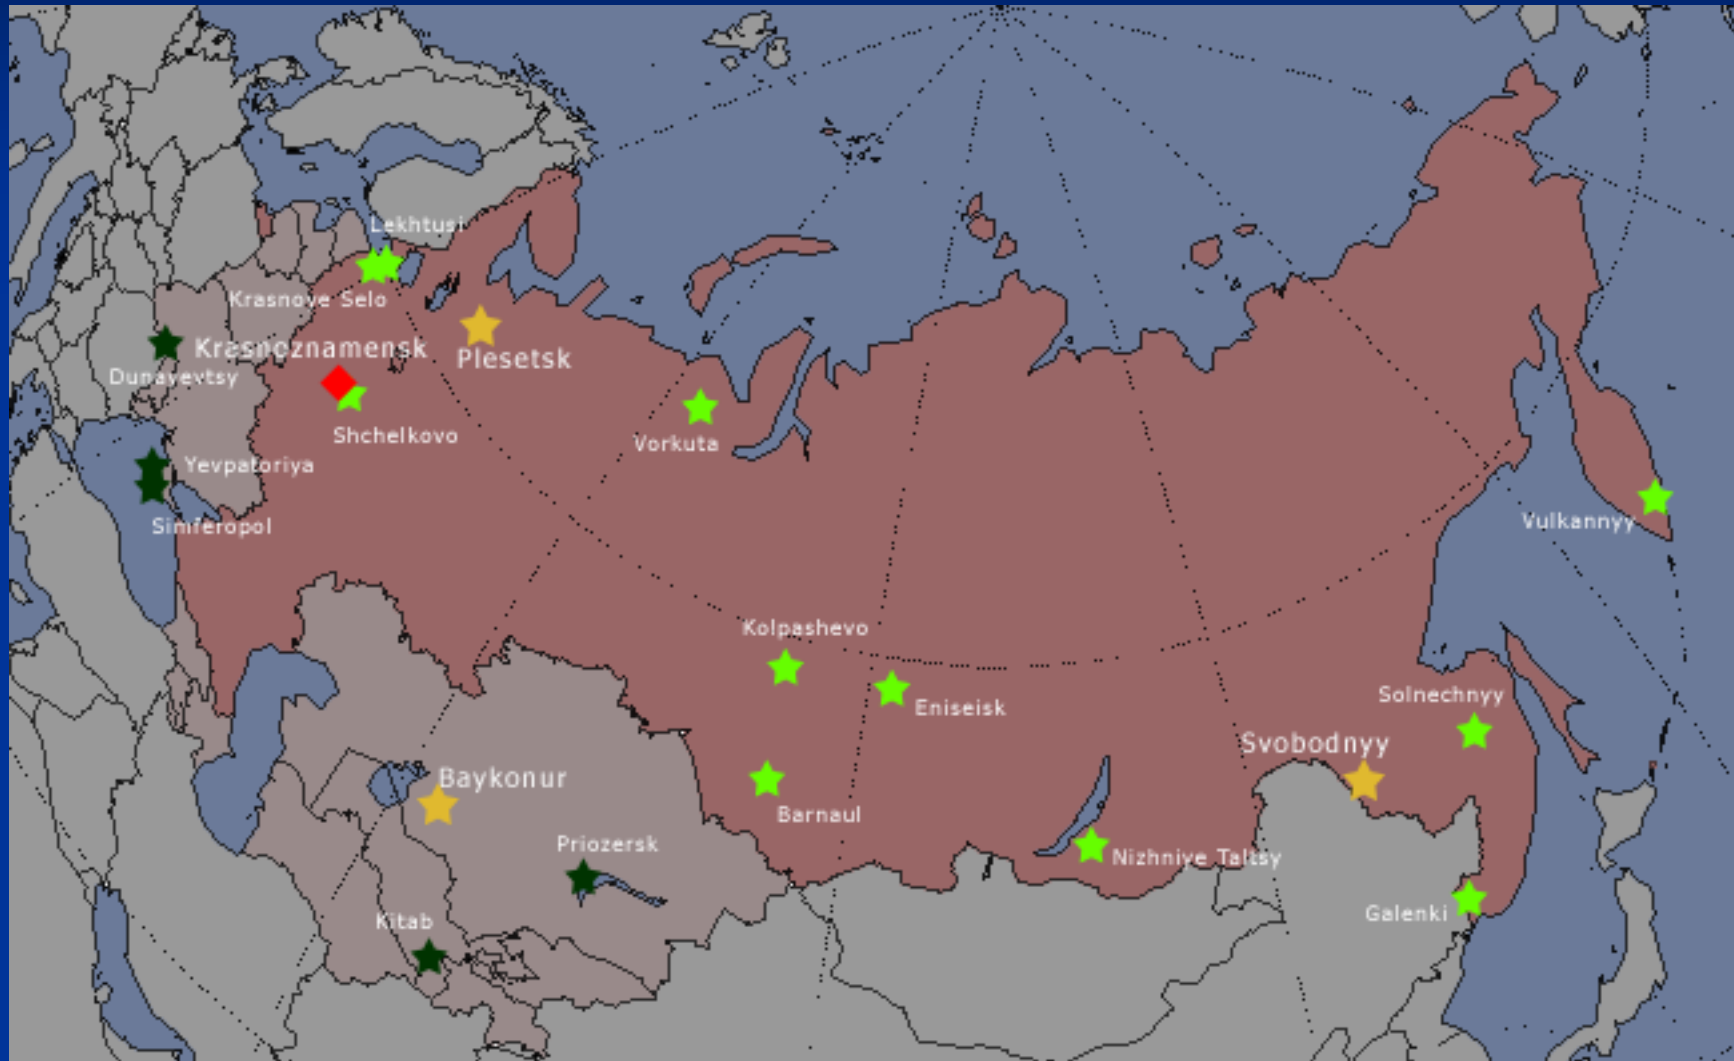 Lekhtusi
Krasnoye Selo
Krasnoznamensk
Plesetsk
Dunayevtsy
Shchelkovo
Vorkuta
Yevpatoriya
Simferopol
Vulkannyy
Kolpashevo
Eniseisk
Solnechnyy
Svobodnyy
Baykonur
Barnaul
Priozersk
Nizhniye Taltsy
Kitab
Galenki